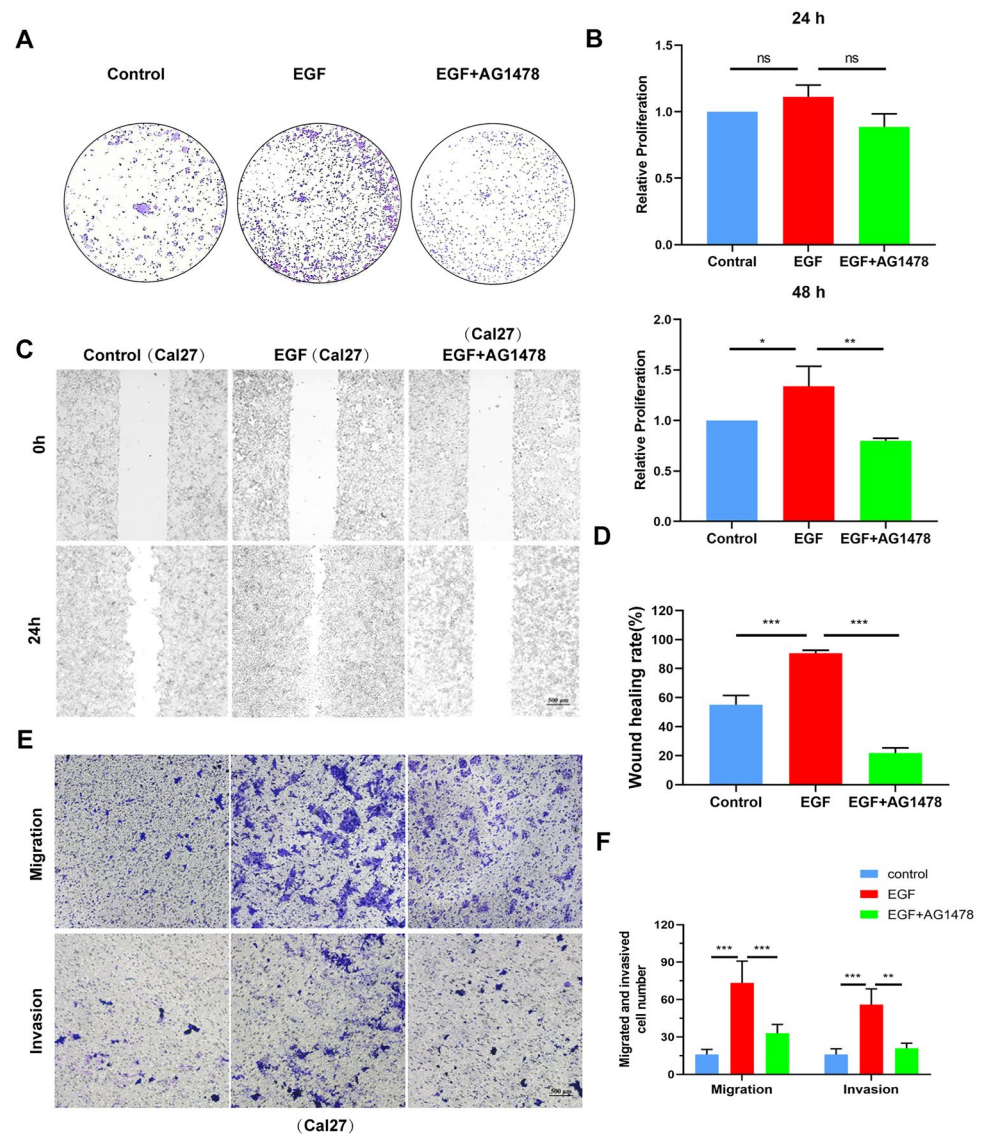 A
Control
EGF
EGF+AG1478
B
24 h
Relative Proliferation
1.5
1.0
0.5
0.0
ns
ns
Contral
EGF
EGF+AG1478
48 h
Relative Proliferation
2.0
1.5
1.0
0.5
0.0
*
**
Control
EGF
EGF+AG1478
C
Control（Cal27）
EGF（Cal27）
（Cal27）
EGF+AG1478
0h
24h
500 μm
D
Wound healing rate(%)
120
100
80
60
40
20
0
***
***
Control
EGF
EGF+AG1478
E
Migration
Invasion
500 μm
（Cal27）
F
control
EGF
EGF+AG1478
Migrated and invasived
cell number
90
60
30
0
***
***
***
**
Migration
Invasion